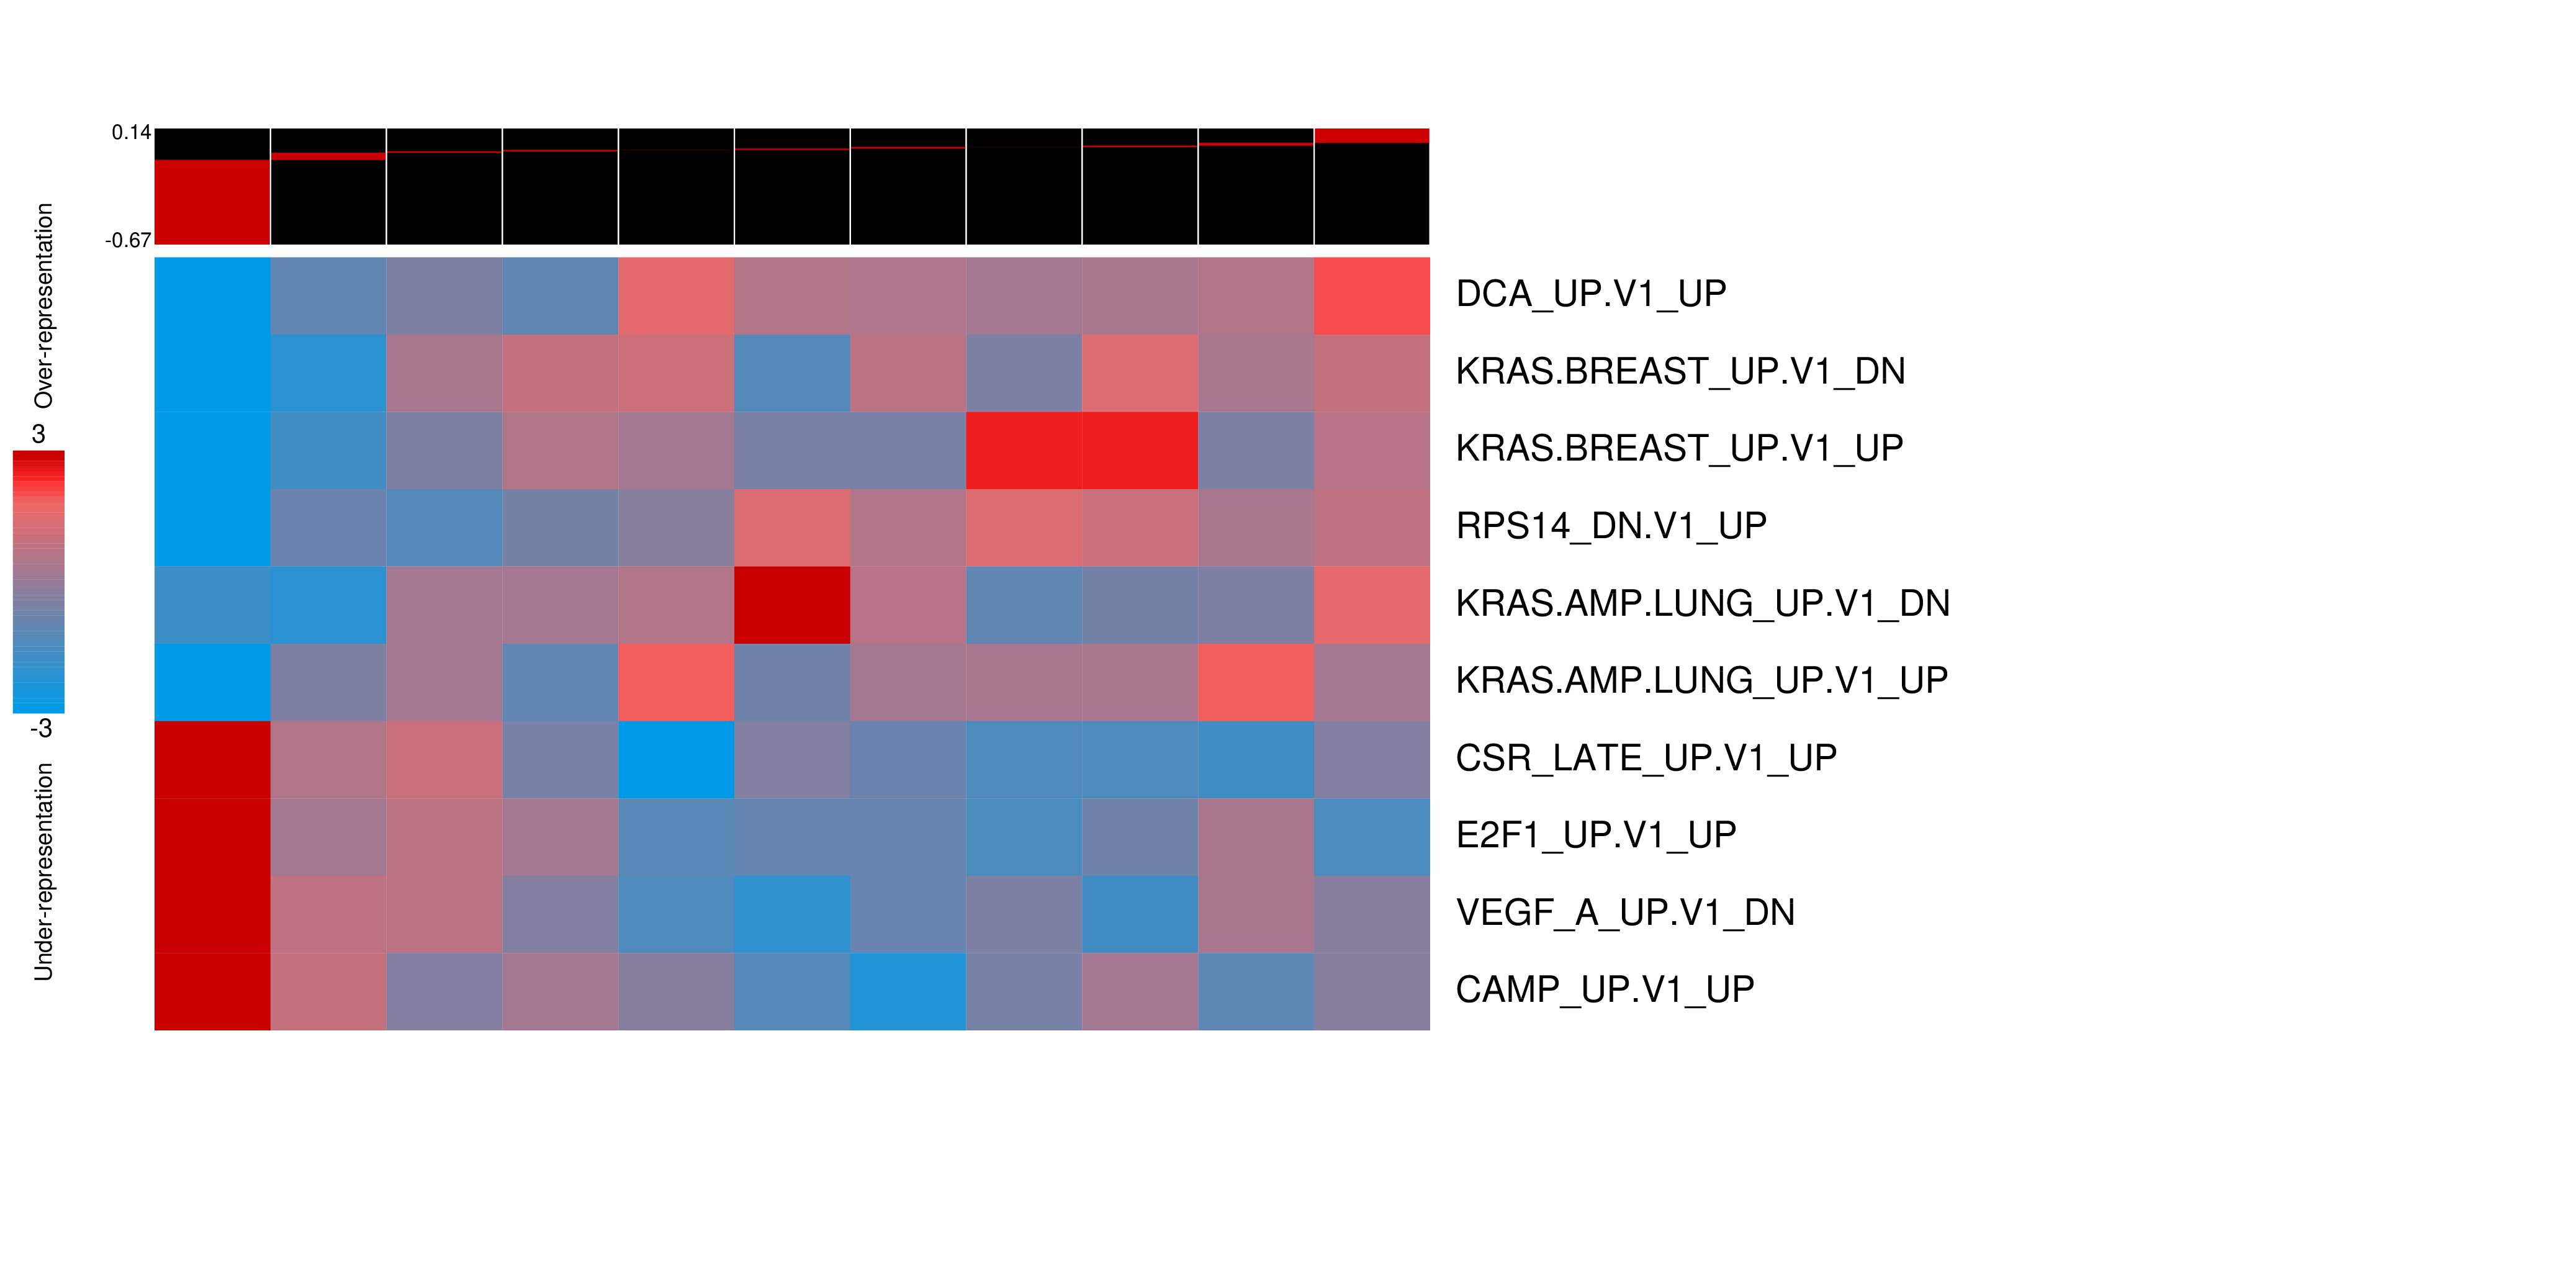 0.14
-0.67
Over-representation
3
-3
Under-representation
DCA_UP.V1_UP
KRAS.BREAST_UP.V1_DN
KRAS.BREAST_UP.V1_UP
RPS14_DN.V1_UP
KRAS.AMP.LUNG_UP.V1_DN
KRAS.AMP.LUNG_UP.V1_UP
CSR_LATE_UP.V1_UP
E2F1_UP.V1_UP
VEGF_A_UP.V1_DN
CAMP_UP.V1_UP